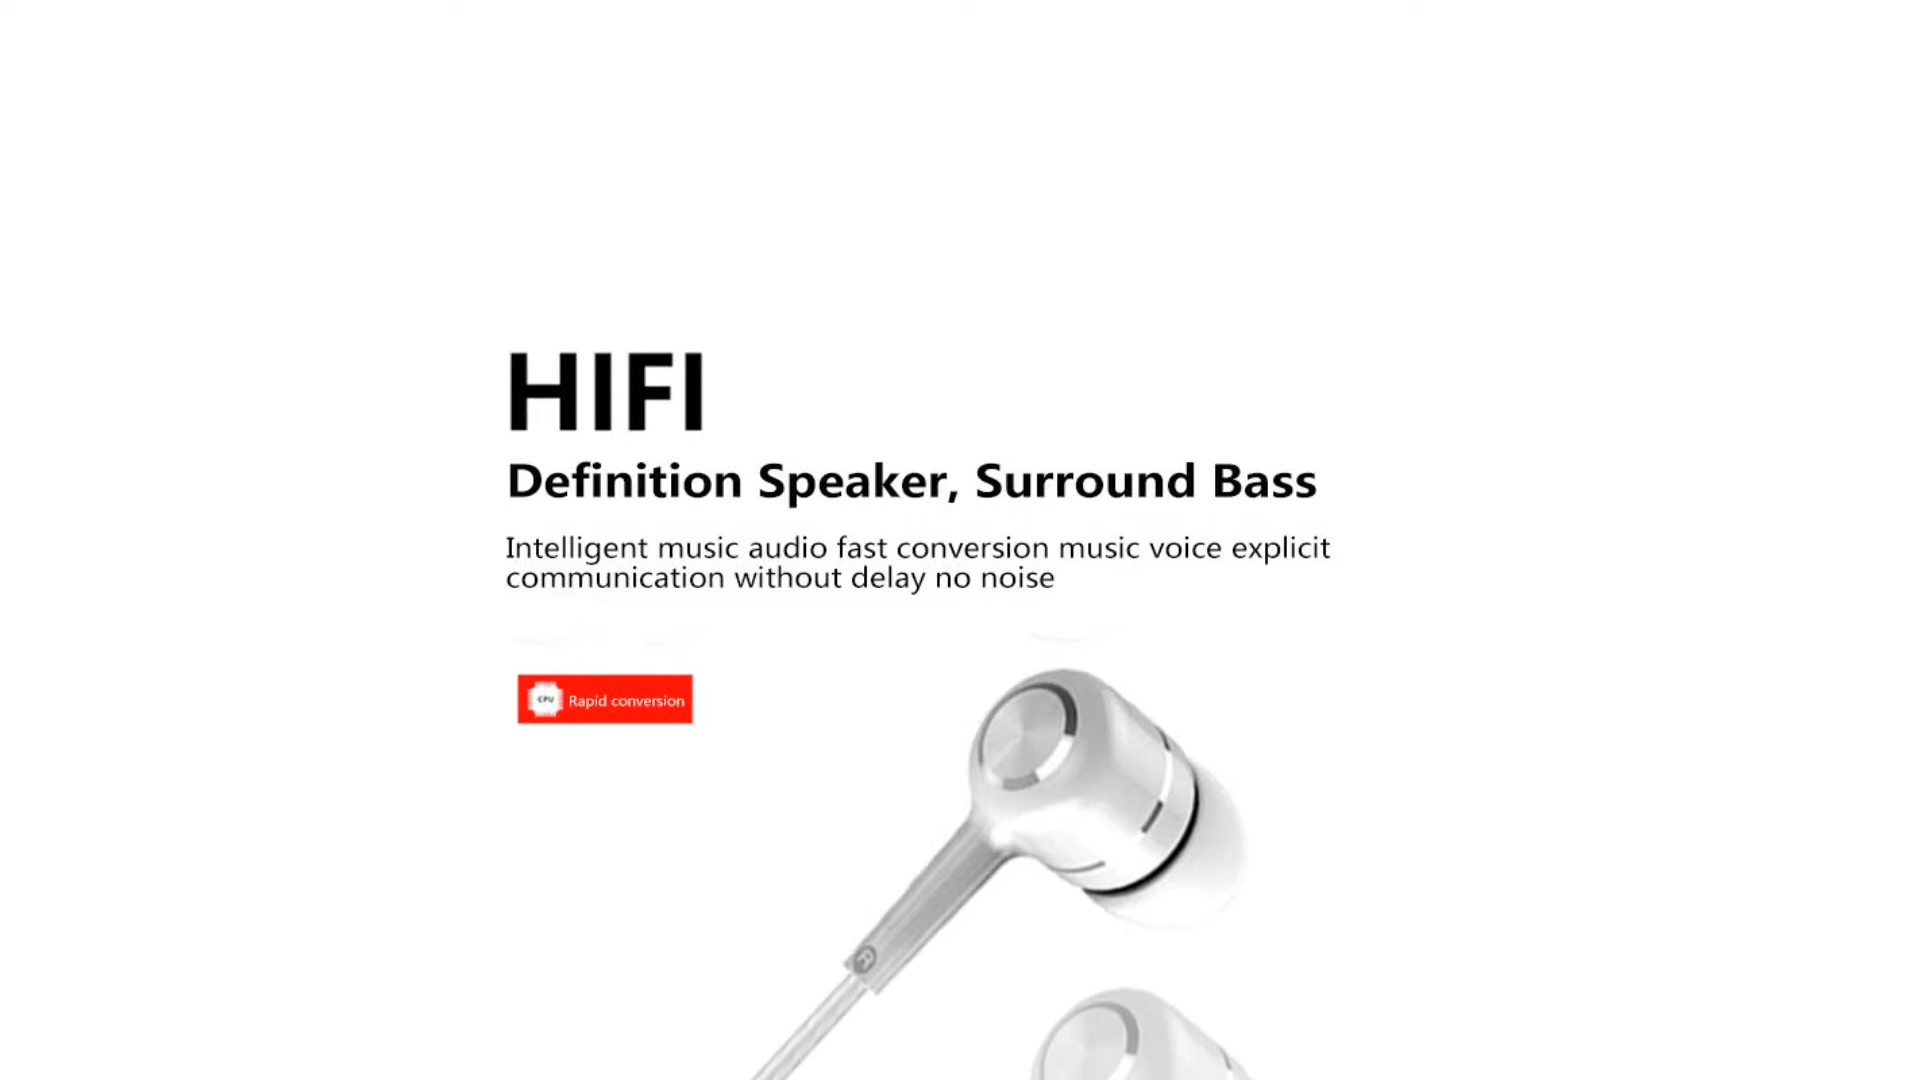 HIFI
Definition Speaker, Surround Bass
Intelligent music audio fast conversion music voice explicit
communication without delay no noise
CPU Rapid conversion
R